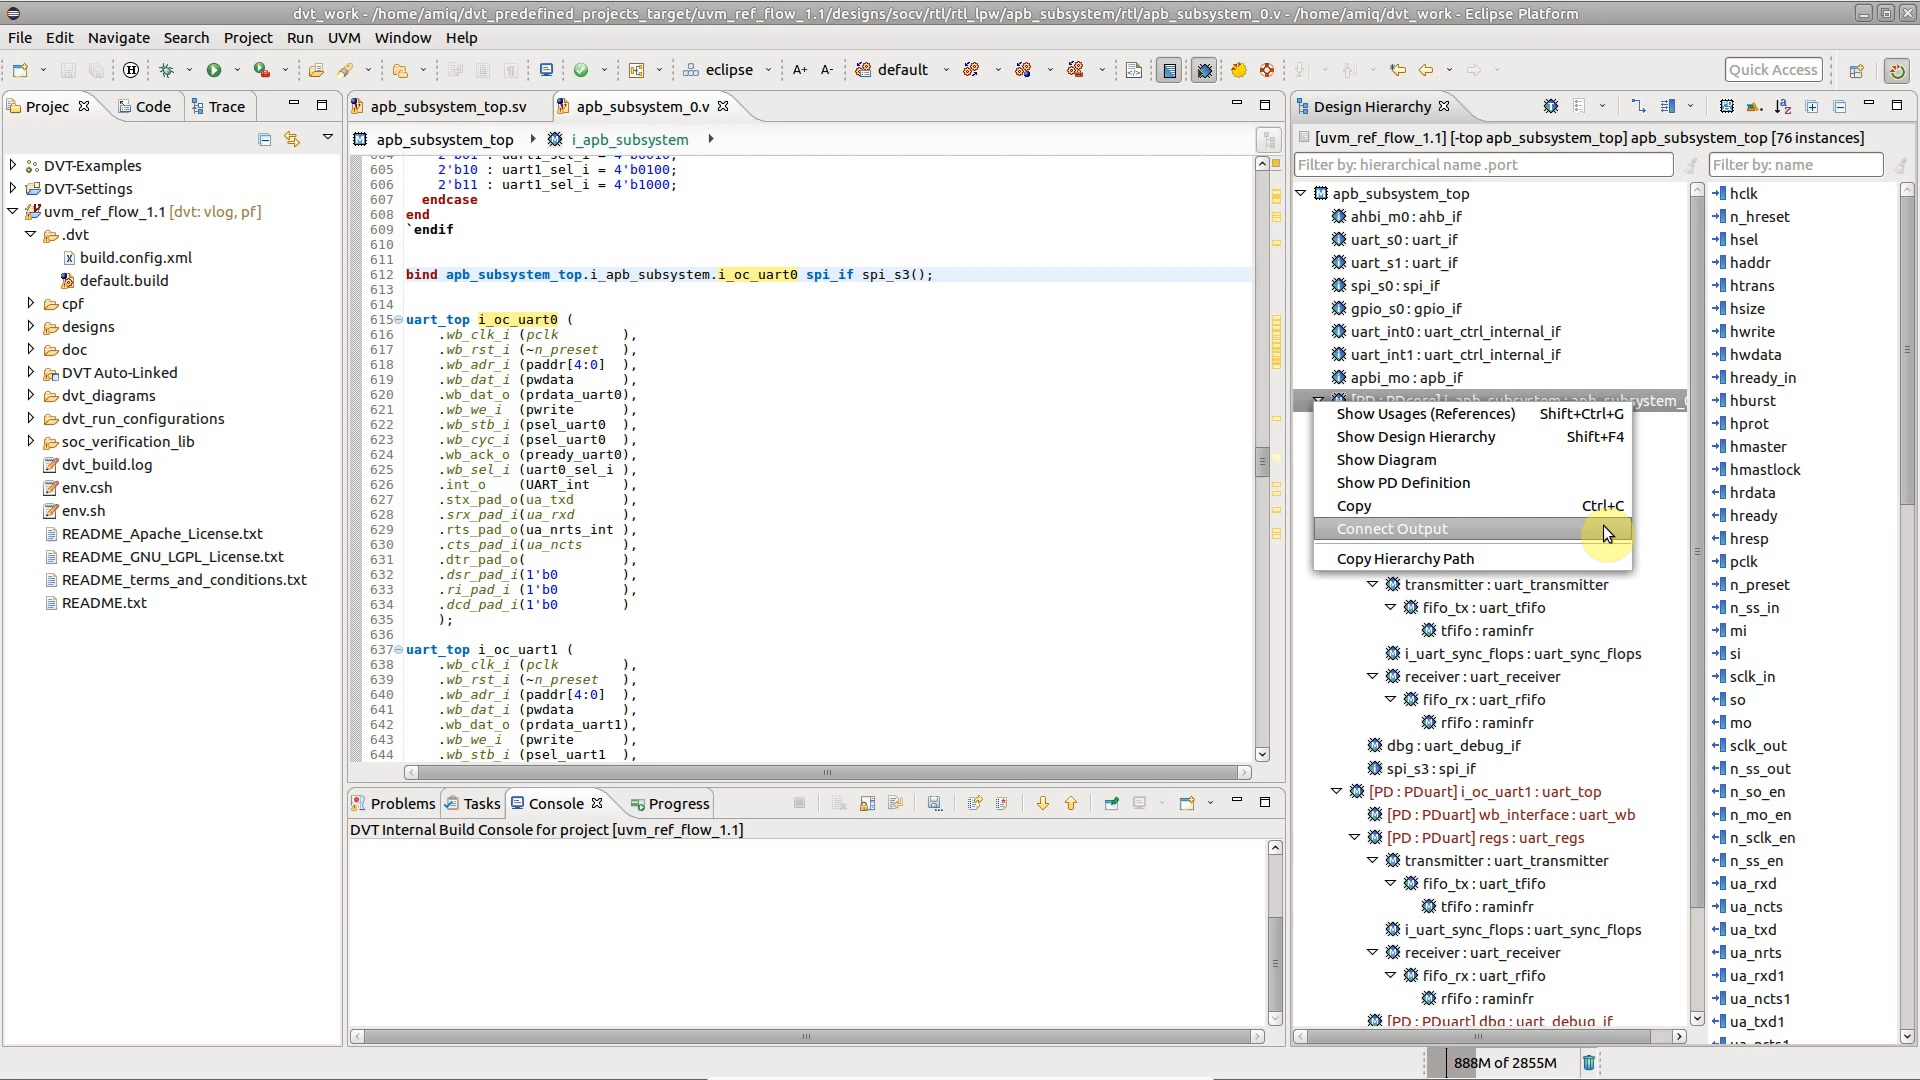 dvt_work - /home/amiq/dvt_predefined_projects_target/uvm_ref_flow_1.1/designs/socv/rtl/rtl_lpw/apb_subsystem/rtl/apb_subsystem_0.v - /home/amiq/dvt_work - Eclipse Platform
File Edit Navigate Search Project Run UVM Window Help
eclipse A+ A- default Quick Access
Projec Code Trace
DVT-Examples
DVT-Settings
uvm_ref_flow_1.1 [dvt: vlog, pf]
.dvt
build.config.xml
default.build
cpf
designs
doc
DVT Auto-Linked
dvt_diagrams
dvt_run_configurations
soc_verification_lib
dvt_build.log
env.csh
env.sh
README_Apache_License.txt
README_GNU_LGPL_License.txt
README_terms_and_conditions.txt
README.txt
apb_subsystem_top.sv apb_subsystem_0.v
apb_subsystem_top i_apb_subsystem
604 2'b01 : uart1_sel_i = 4'b0010;
605 2'b10 : uart1_sel_i = 4'b0100;
606 2'b11 : uart1_sel_i = 4'b1000;
607 endcase
608 end
609 `endif
610
611
612 bind apb_subsystem_top.i_apb_subsystem.i_oc_uart0 spi_if spi_s3();
613
614
615 uart_top i_oc_uart0 (
616 .wb_clk_i (pclk ),
617 .wb_rst_i (~n_preset ),
618 .wb_adr_i (paddr[4:0] ),
619 .wb_dat_i (pwdata ),
620 .wb_dat_o (prdata_uart0),
621 .wb_we_i (pwrite ),
622 .wb_stb_i (psel_uart0 ),
623 .wb_cyc_i (psel_uart0 ),
624 .wb_ack_o (pready_uart0),
625 .wb_sel_i (uart0_sel_i ),
626 .int_o (UART_int ),
627 .stx_pad_o(ua_txd ),
628 .srx_pad_i(ua_rxd ),
629 .rts_pad_o(ua_nrts_int ),
630 .cts_pad_i(ua_ncts ),
631 .dtr_pad_o( ),
632 .dsr_pad_i(1'b0 ),
633 .ri_pad_i (1'b0 ),
634 .dcd_pad_i(1'b0 )
635 );
636
637 uart_top i_oc_uart1 (
638 .wb_clk_i (pclk ),
639 .wb_rst_i (~n_preset ),
640 .wb_adr_i (paddr[4:0] ),
641 .wb_dat_i (pwdata ),
642 .wb_dat_o (prdata_uart1),
643 .wb_we_i (pwrite ),
644 .wb_stb_i (psel_uart1 ),
Problems Tasks Console Progress
DVT Internal Build Console for project [uvm_ref_flow_1.1]
Design Hierarchy
[uvm_ref_flow_1.1] [-top apb_subsystem_top] apb_subsystem_top [76 instances]
Filter by: hierarchical name .port
Filter by: name
apb_subsystem_top
ahbi_m0 : ahb_if
uart_s0 : uart_if
uart_s1 : uart_if
spi_s0 : spi_if
gpio_s0 : gpio_if
uart_int0 : uart_ctrl_internal_if
uart_int1 : uart_ctrl_internal_if
apbi_mo : apb_if
[PD : PDcore] i_apb_subsystem : apb_subsystem_0
Show Usages (References) Shift+Ctrl+G
Show Design Hierarchy Shift+F4
Show Diagram
Show PD Definition
Copy Ctrl+C
Connect Output
Copy Hierarchy Path
transmitter : uart_transmitter
fifo_tx : uart_tfifo
tfifo : raminfr
i_uart_sync_flops : uart_sync_flops
receiver : uart_receiver
fifo_rx : uart_rfifo
rfifo : raminfr
dbg : uart_debug_if
spi_s3 : spi_if
[PD : PDuart] i_oc_uart1 : uart_top
[PD : PDuart] wb_interface : uart_wb
[PD : PDuart] regs : uart_regs
transmitter : uart_transmitter
fifo_tx : uart_tfifo
tfifo : raminfr
i_uart_sync_flops : uart_sync_flops
receiver : uart_receiver
fifo_rx : uart_rfifo
rfifo : raminfr
[PD : PDuart] dbg : uart_debug_if
hclk
n_hreset
hsel
haddr
htrans
hsize
hwrite
hwdata
hready_in
hburst
hprot
hmaster
hmastlock
hrdata
hready
hresp
pclk
n_preset
n_ss_in
mi
si
sclk_in
so
mo
sclk_out
n_ss_out
n_so_en
n_mo_en
n_sclk_en
n_ss_en
ua_rxd
ua_ncts
ua_txd
ua_nrts
ua_rxd1
ua_ncts1
ua_txd1
ua_nrts1
888M of 2855M